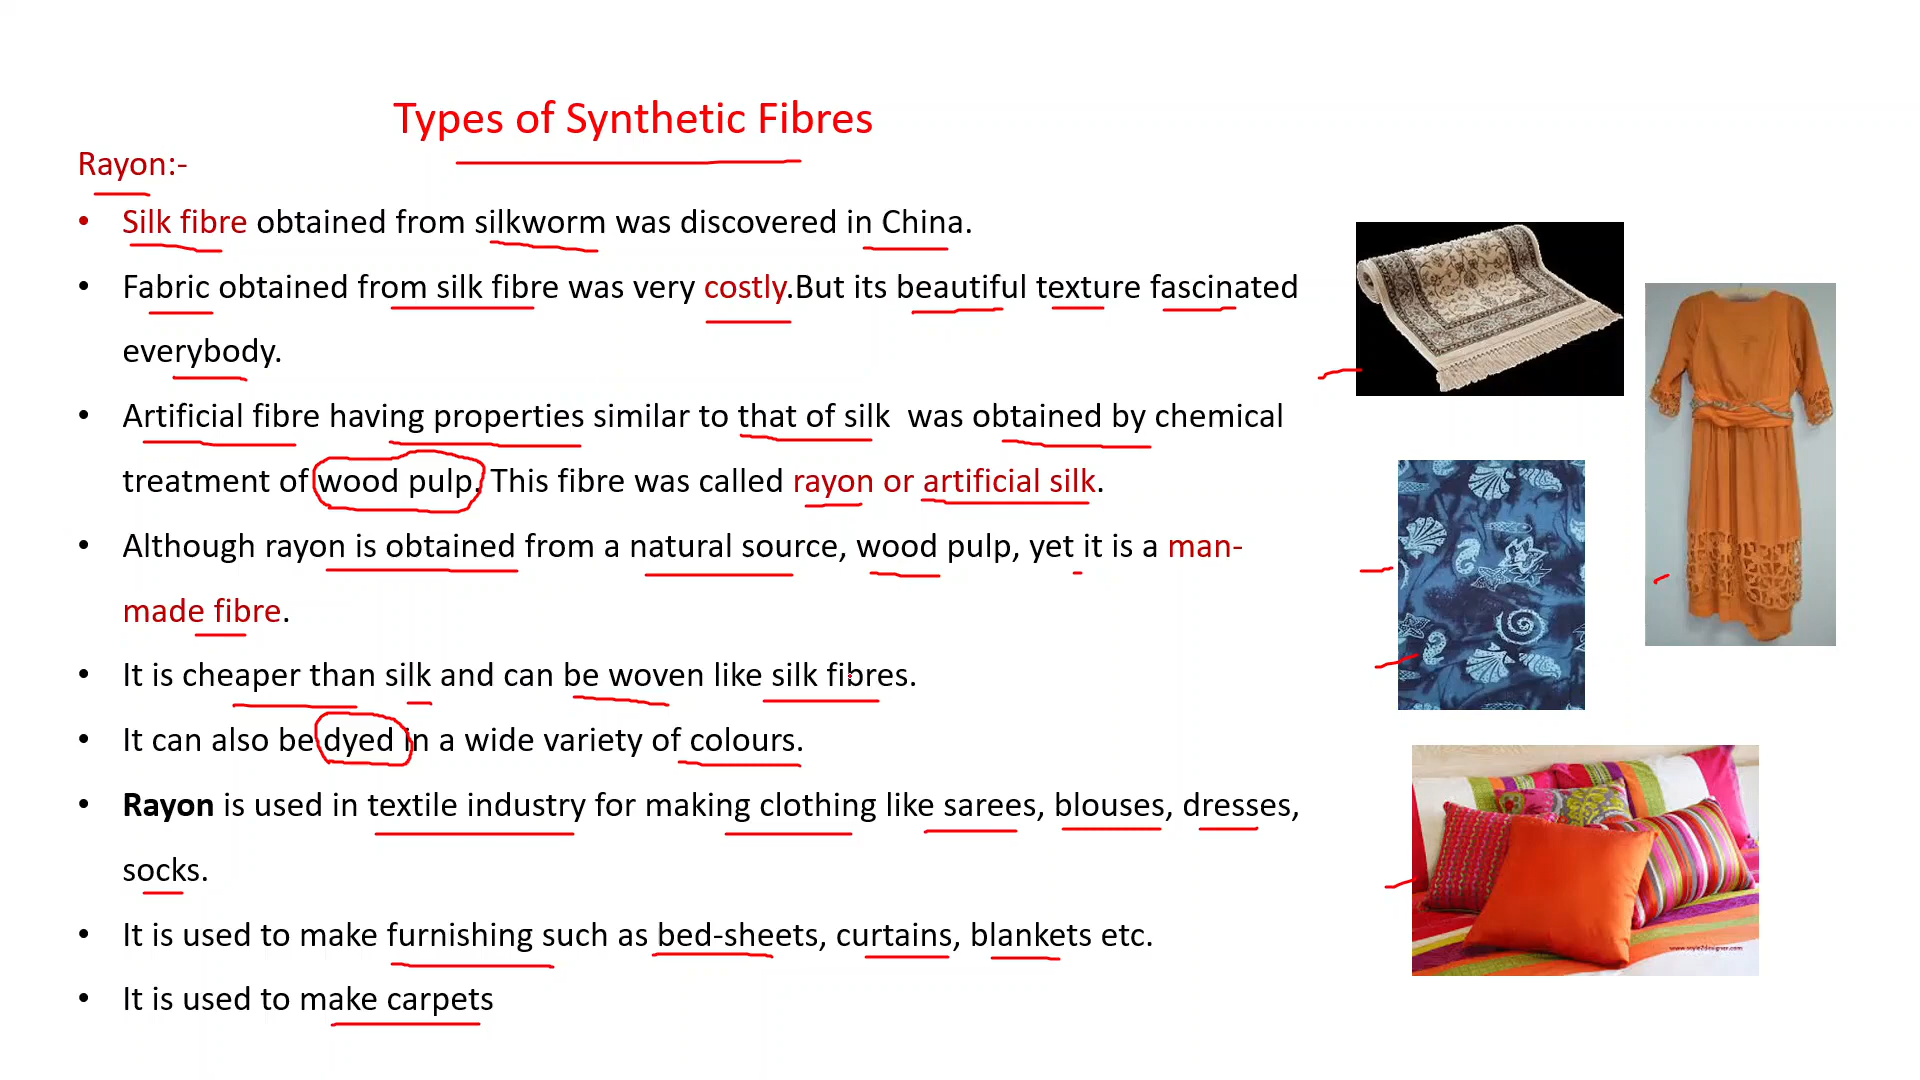 Types of Synthetic Fibres
Rayon:-
• Silk fibre obtained from silkworm was discovered in China.
• Fabric obtained from silk fibre was very costly.But its beautiful texture fascinated
everybody.
• Artificial fibre having properties similar to that of silk was obtained by chemical
treatment of wood pulp. This fibre was called rayon or artificial silk.
• Although rayon is obtained from a natural source, wood pulp, yet it is a man-
made fibre.
• It is cheaper than silk and can be woven like silk fibres.
• It can also be dyed in a wide variety of colours.
• Rayon is used in textile industry for making clothing like sarees, blouses, dresses,
socks.
• It is used to make furnishing such as bed-sheets, curtains, blankets etc.
• It is used to make carpets
www.style2designer.com